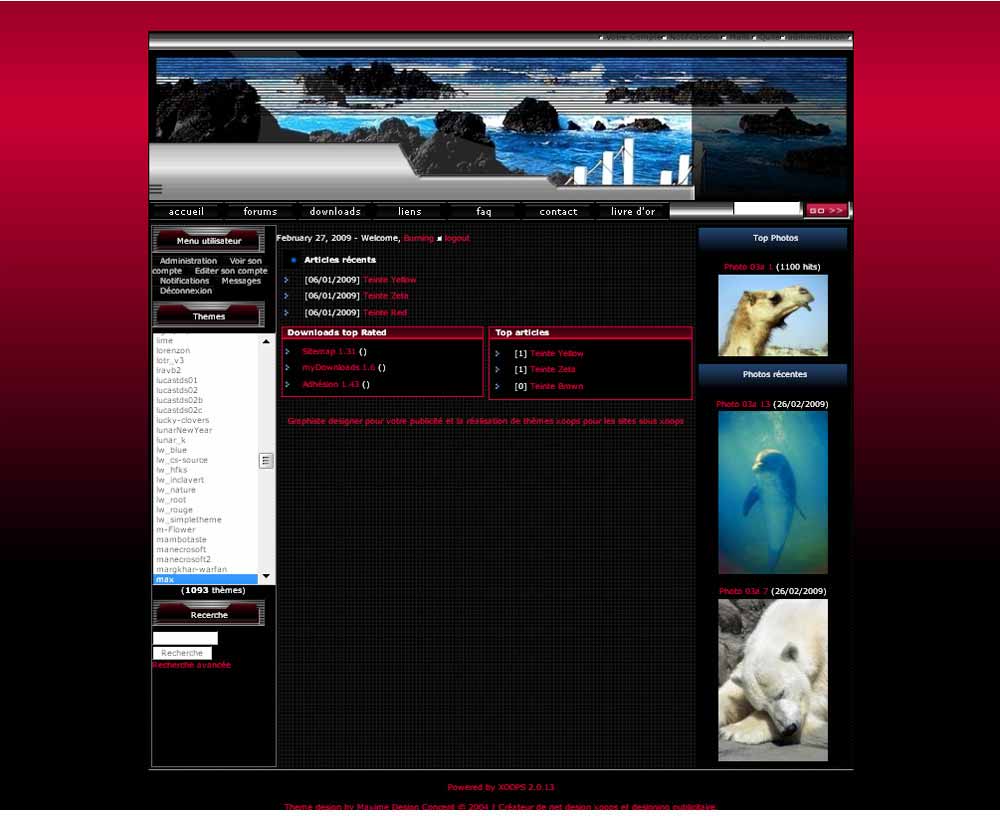 accueil forums downloads liens faq contact livre d'or GO >>
Menu utilisateur
Administration Voir son
compte Editer son compte
Notifications Messages
Déconnexion
Themes
lime
lorenzon
lotr_v3
lravb2
lucastds01
lucastds02
lucastds02b
lucastds02c
lucky-clovers
lunarNewYear
lunar_k
lw_blue
lw_cs-source
lw_hfks
lw_inclavert
lw_nature
lw_root
lw_rouge
lw_simpletheme
m-Flower
mambotaste
manecrosoft
manecrosoft2
margkhar-warfan
max
(1093 thèmes)
Recerche
Recherche
Recherche avancée
February 27, 2009 - Welcome, Burning logout
Articles récents
[06/01/2009] Teinte Yellow
[06/01/2009] Teinte Zeta
[06/01/2009] Teinte Red
Downloads top Rated
Sitemap 1.31 ()
myDownloads 1.6 ()
Adhésion 1.43 ()
Top articles
[1] Teinte Yellow
[1] Teinte Zeta
[0] Teinte Brown
Graphiste designer pour votre publicité et la réalisation de thèmes xoops pour les sites sous xoops
Top Photos
Photo 03a 1 (1100 hits)
Photos récentes
Photo 03a 13 (26/02/2009)
Photo 03a 7 (26/02/2009)
Powered by XOOPS 2.0.13
Theme design by Maxime Design Concept © 2004 | Créateur de net design xoops et designing publicitaire.